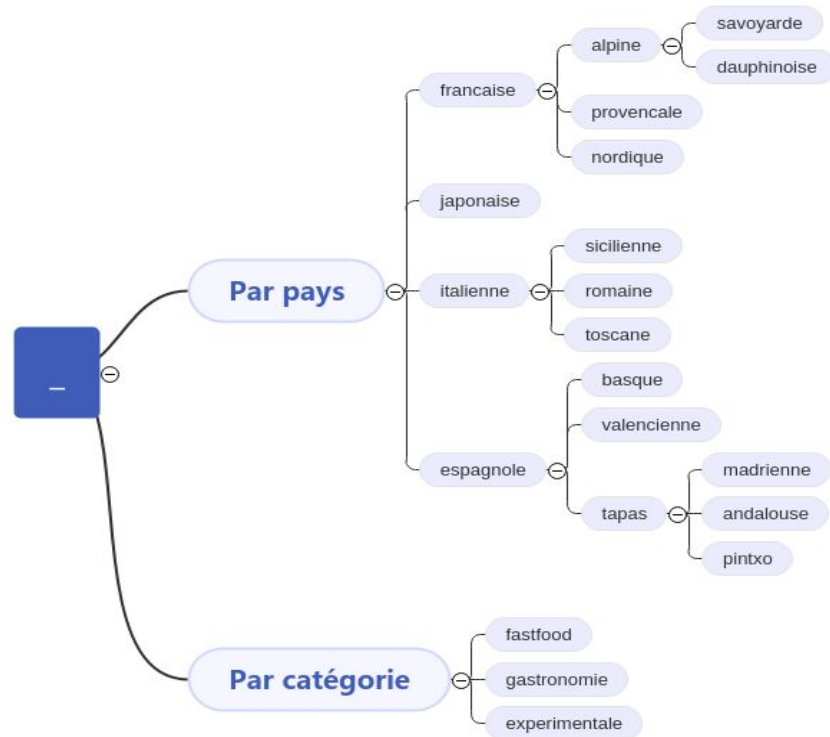 _
Par pays
francaise
alpine
savoyarde
dauphinoise
provencale
nordique
japonaise
italienne
sicilienne
romaine
toscane
espagnole
basque
valencienne
tapas
madrienne
andalouse
pintxo
Par catégorie
fastfood
gastronomie
experimentale